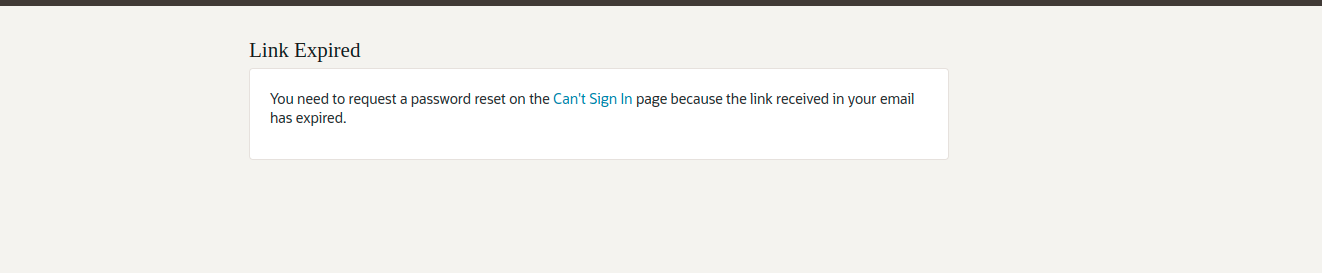 Link Expired
You need to request a password reset on the Can't Sign In page because the link received in your email
has expired.